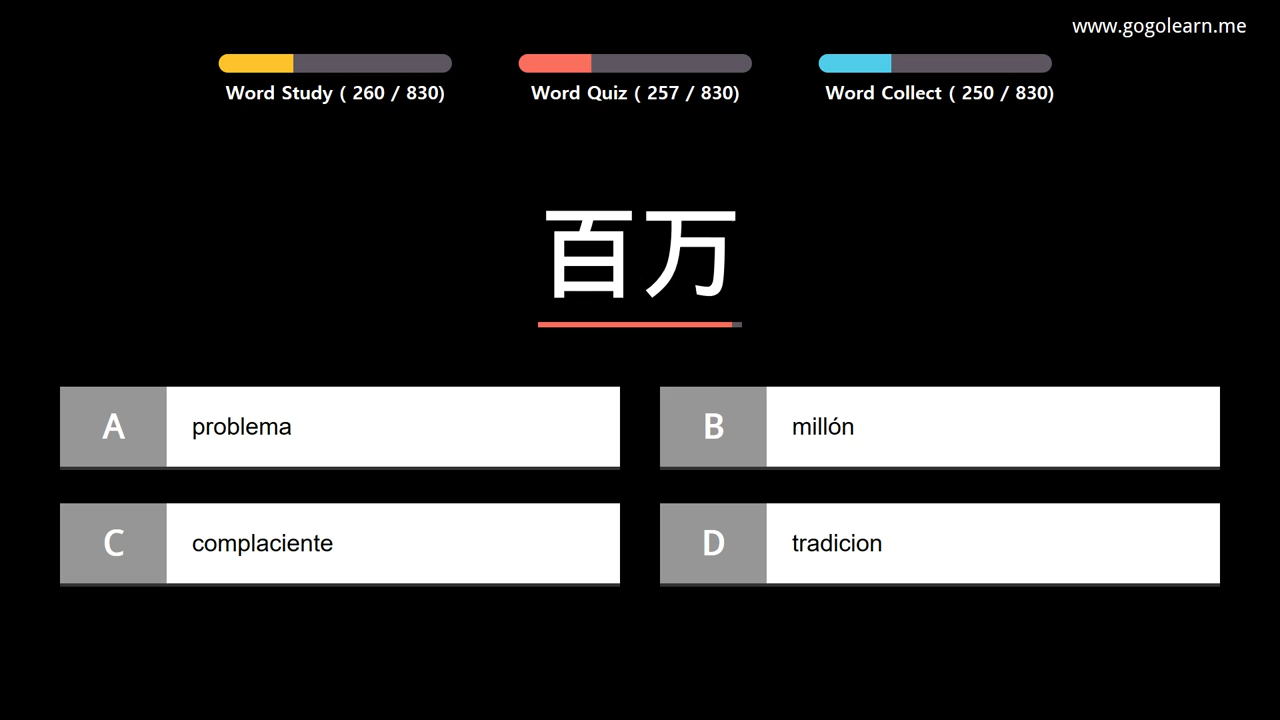 www.gogolearn.me
Word Study ( 260 / 830)
Word Quiz ( 257 / 830)
Word Collect ( 250 / 830)
百万
A
problema
B
millón
C
complaciente
D
tradicion